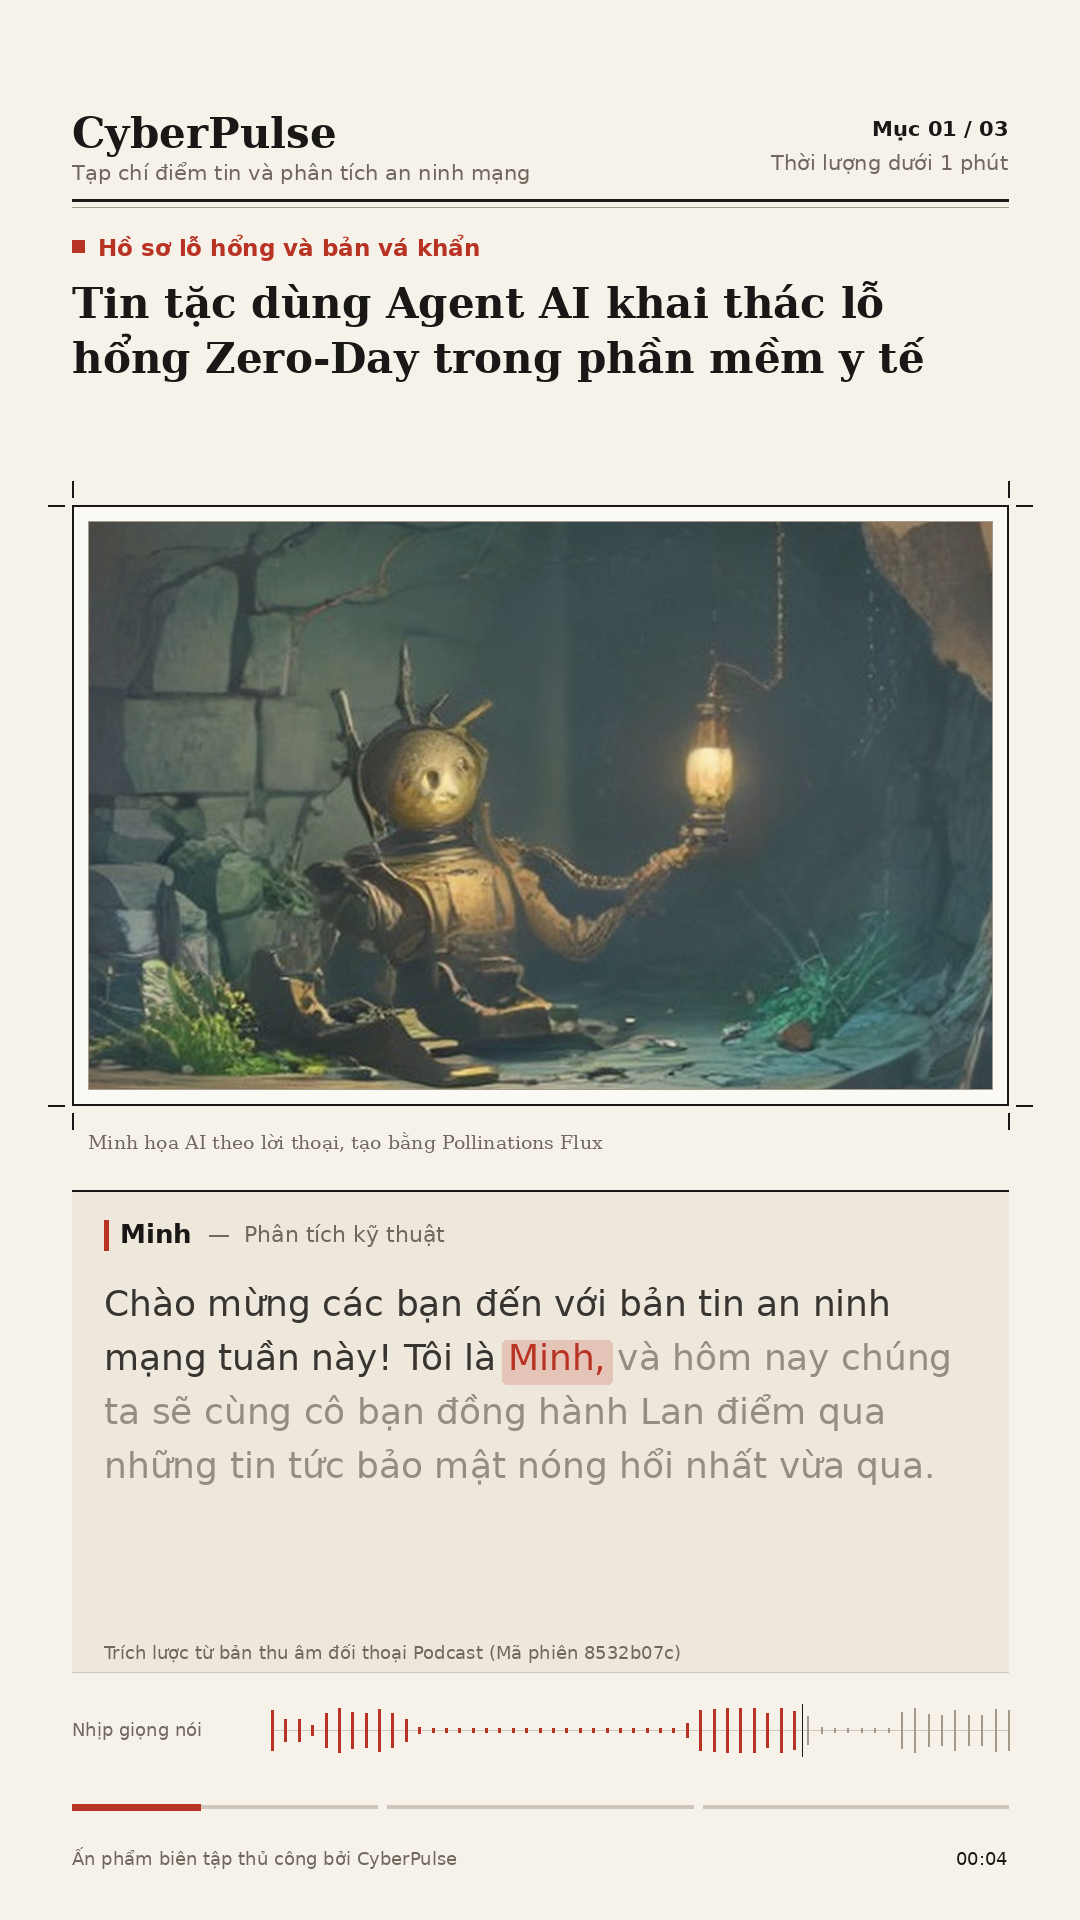 CyberPulse
Tạp chí điểm tin và phân tích an ninh mạng
Mục 01 / 03
Thời lượng dưới 1 phút
Hồ sơ lỗ hổng và bản vá khẩn
Tin tặc dùng Agent AI khai thác lỗ
hổng Zero-Day trong phần mềm y tế
Minh họa AI theo lời thoại, tạo bằng Pollinations Flux
Minh — Phân tích kỹ thuật
Chào mừng các bạn đến với bản tin an ninh
mạng tuần này! Tôi là Minh, và hôm nay chúng
ta sẽ cùng cô bạn đồng hành Lan điểm qua
những tin tức bảo mật nóng hổi nhất vừa qua.
Trích lược từ bản thu âm đối thoại Podcast (Mã phiên 8532b07c)
Nhịp giọng nói
Ấn phẩm biên tập thủ công bởi CyberPulse
00:04